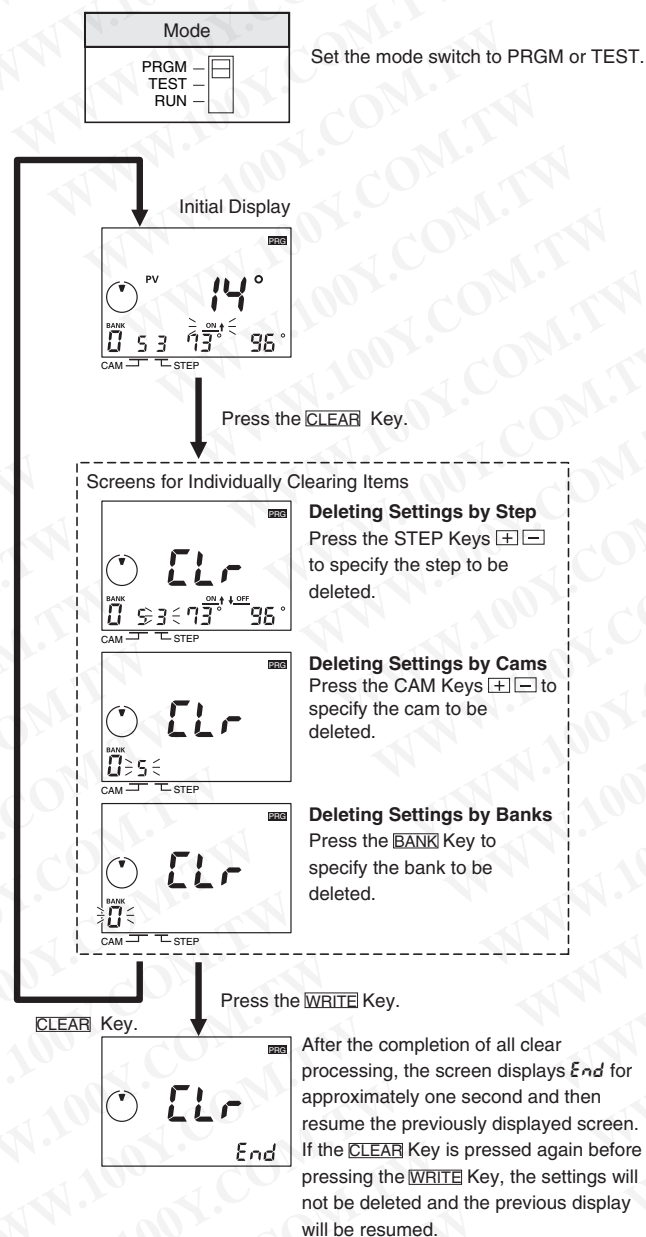 Mode
PRGM
TEST
RUN
Set the mode switch to PRGM or TEST.
Initial Display
PRG
PV
14°
BANK
ON
0 5 3 73° 96°
CAM STEP
Press the CLEAR Key.
Screens for Individually Clearing Items
PRG
CLr
BANK
ON OFF
0 5 3 73° 96°
CAM STEP
Deleting Settings by Step
Press the STEP Keys + −
to specify the step to be
deleted.
PRG
CLr
BANK
0 5
CAM STEP
Deleting Settings by Cams
Press the CAM Keys + − to
specify the cam to be
deleted.
PRG
CLr
BANK
0
CAM STEP
Deleting Settings by Banks
Press the BANK Key to
specify the bank to be
deleted.
Press the WRITE Key.
CLEAR Key.
PRG
CLr
End
After the completion of all clear
processing, the screen displays End for
approximately one second and then
resume the previously displayed screen.
If the CLEAR Key is pressed again before
pressing the WRITE Key, the settings will
not be deleted and the previous display
will be resumed.
WWW.100Y.COM.TW